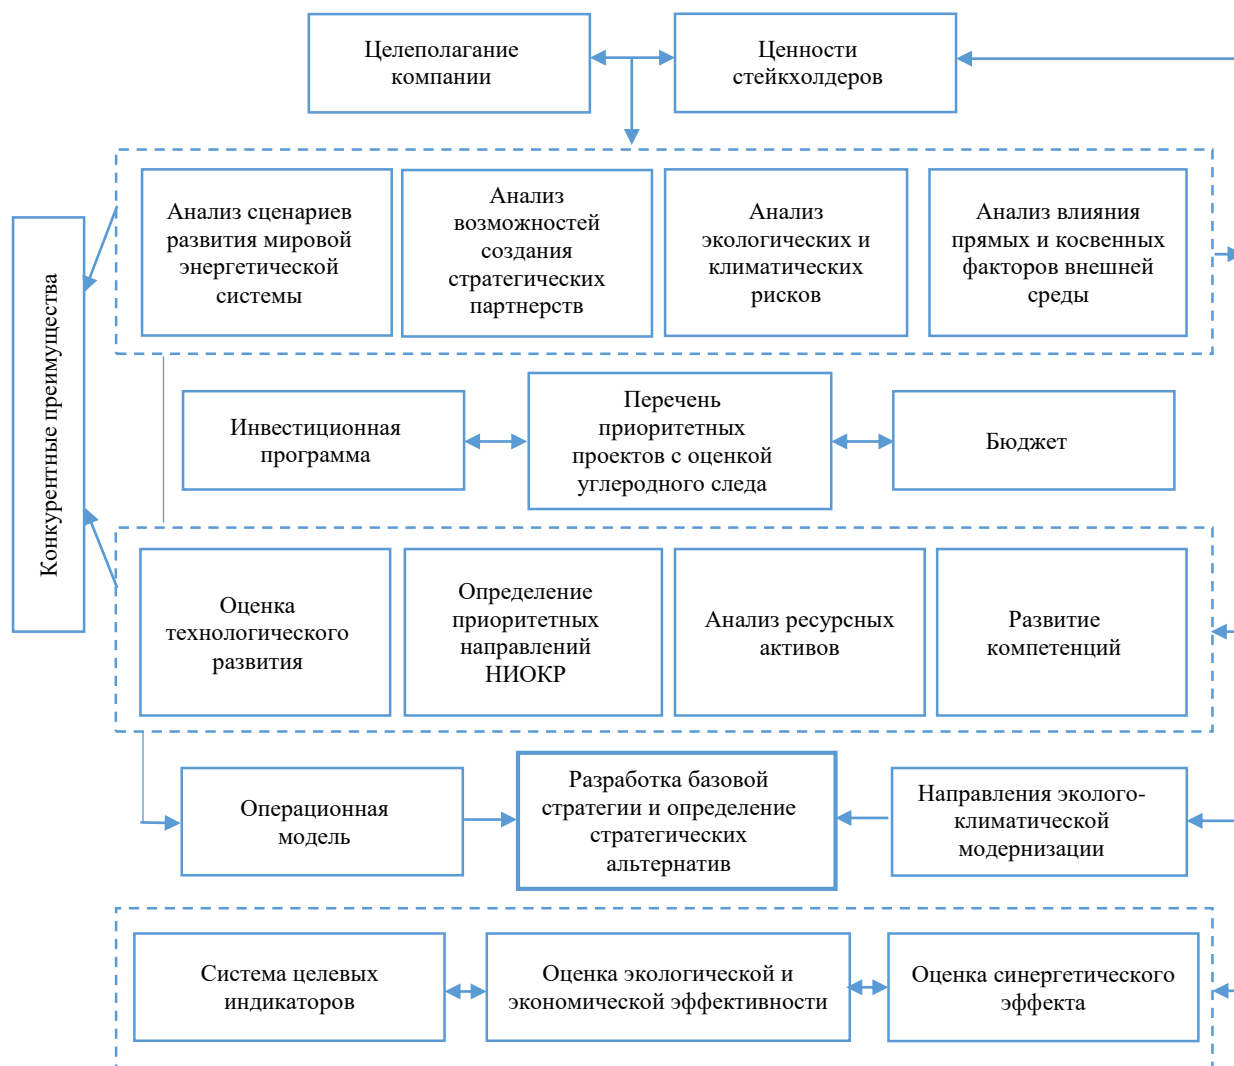 Целеполагание
компании
Ценности
стейкхолдеров
Конкурентные преимущества
Анализ сценариев
развития мировой
энергетической
системы
Анализ
возможностей
создания
стратегических
партнерств
Анализ
экологических и
климатических
рисков
Анализ влияния
прямых и косвенных
факторов внешней
среды
Инвестиционная
программа
Перечень
приоритетных
проектов с оценкой
углеродного следа
Бюджет
Оценка
технологического
развития
Определение
приоритетных
направлений
НИОКР
Анализ ресурсных
активов
Развитие
компетенций
Операционная
модель
Разработка базовой
стратегии и определение
стратегических
альтернатив
Направления эколого-
климатической
модернизации
Система целевых
индикаторов
Оценка экологической и
экономической эффективности
Оценка синергетического
эффекта